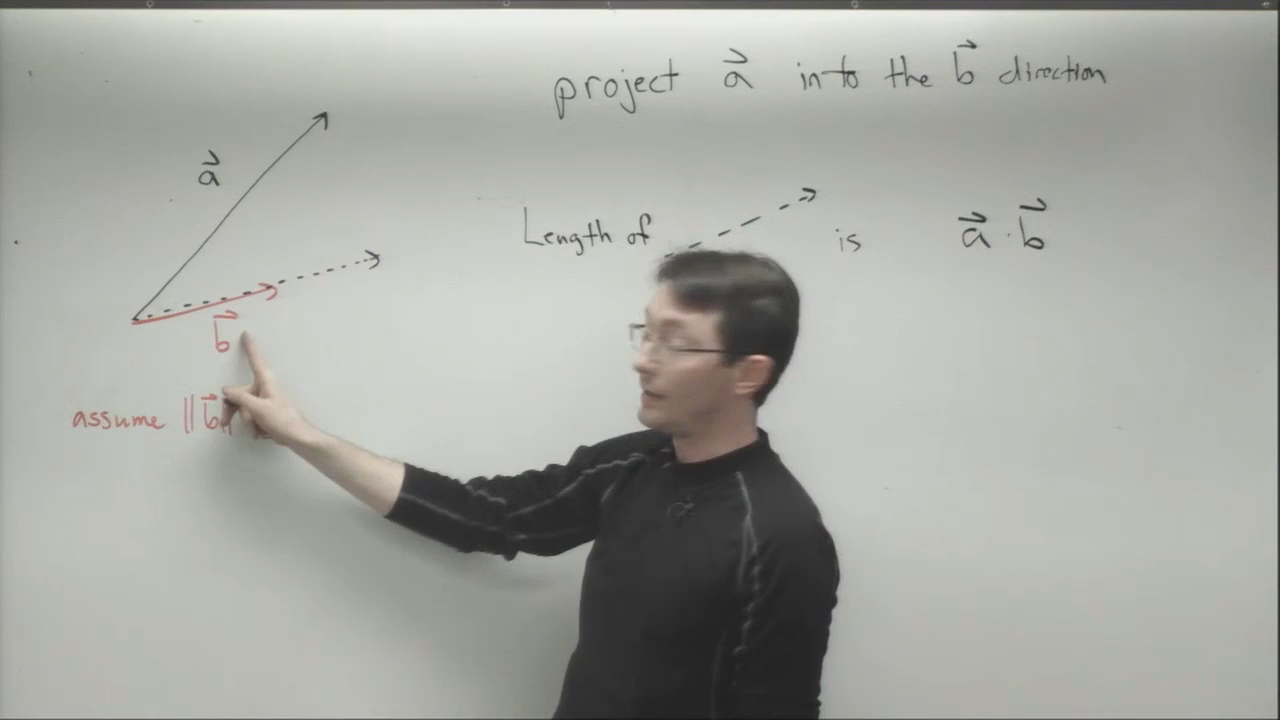 project a⃗ into the b⃗ direction
a⃗
Length of is a⃗ · b⃗
b⃗
assume ‖b⃗